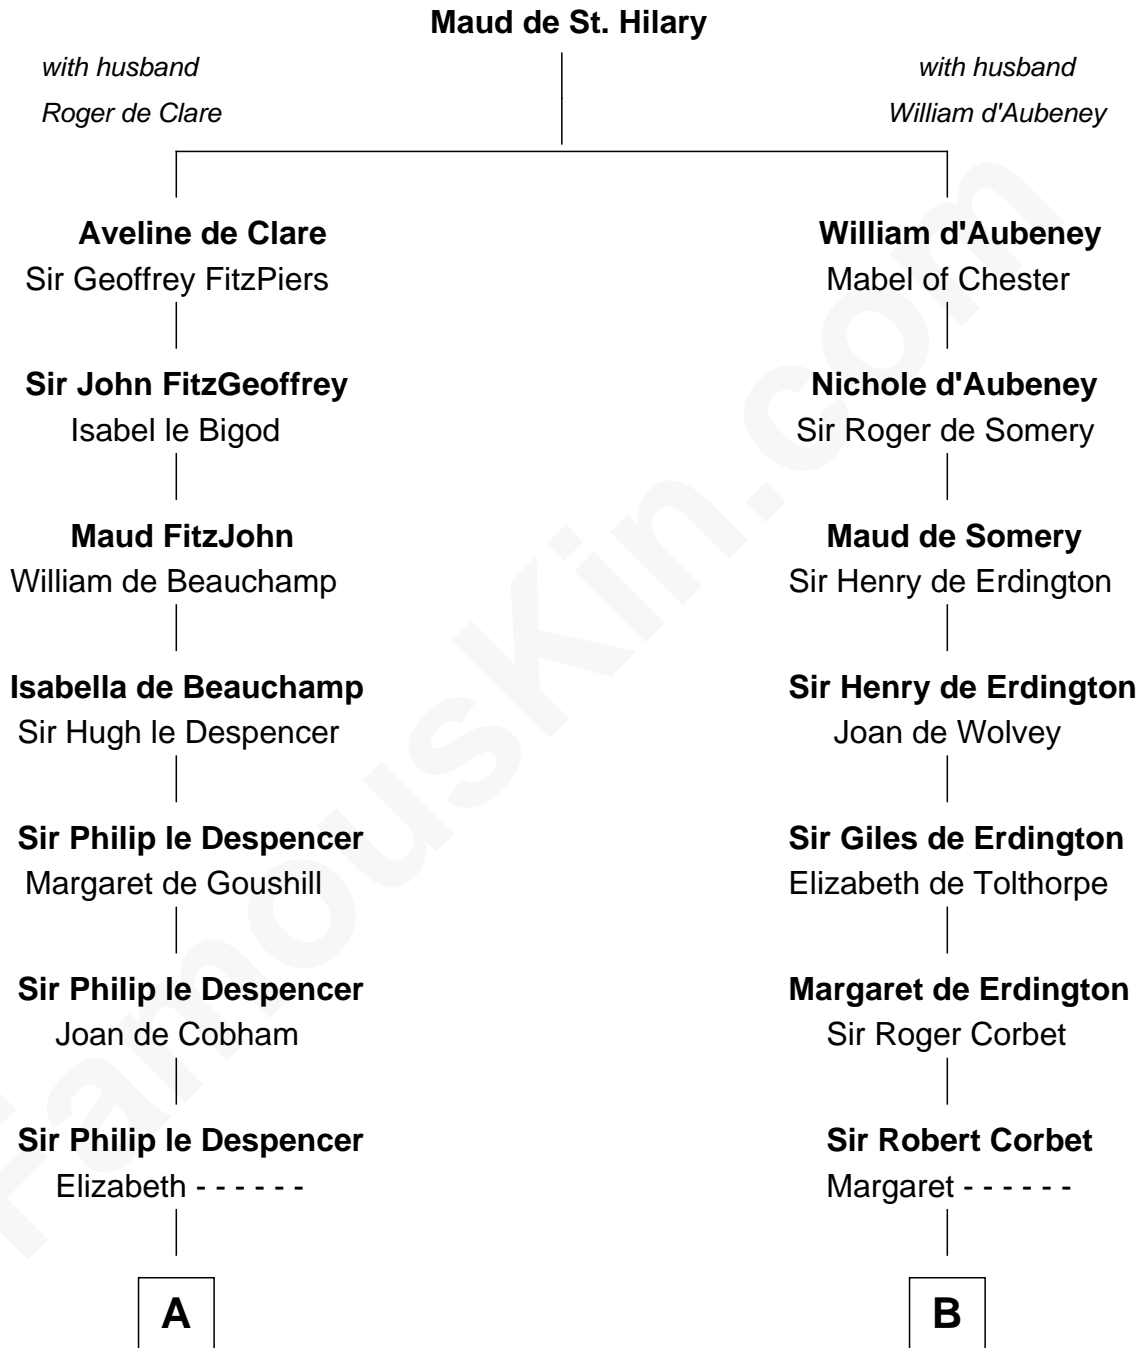 Maud de St. Hilary
with husband
Roger de Clare
with husband
William d'Aubeney
Aveline de Clare
Sir Geoffrey FitzPiers
William d'Aubeney
Mabel of Chester
Sir John FitzGeoffrey
Isabel le Bigod
Nichole d'Aubeney
Sir Roger de Somery
Maud FitzJohn
William de Beauchamp
Maud de Somery
Sir Henry de Erdington
Isabella de Beauchamp
Sir Hugh le Despencer
Sir Henry de Erdington
Joan de Wolvey
Sir Philip le Despencer
Margaret de Goushill
Sir Giles de Erdington
Elizabeth de Tolthorpe
Sir Philip le Despencer
Joan de Cobham
Margaret de Erdington
Sir Roger Corbet
Sir Philip le Despencer
Elizabeth - - - - - -
Sir Robert Corbet
Margaret - - - - - -
A
B
FamousKin.com